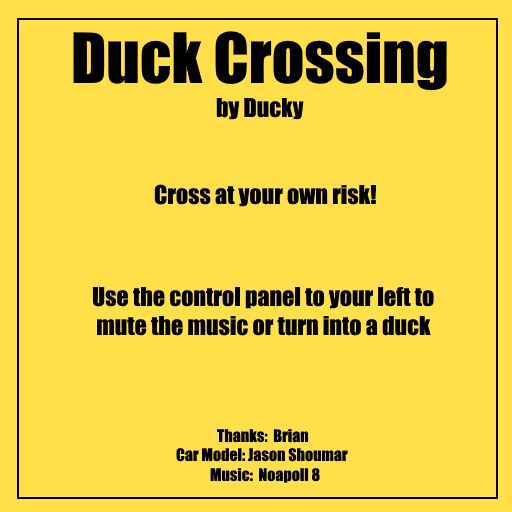 Duck Crossing
by Ducky
Cross at your own risk!
Use the control panel to your left to
mute the music or turn into a duck
Thanks: Brian
Car Model: Jason Shoumar
Music: Noapoll 8